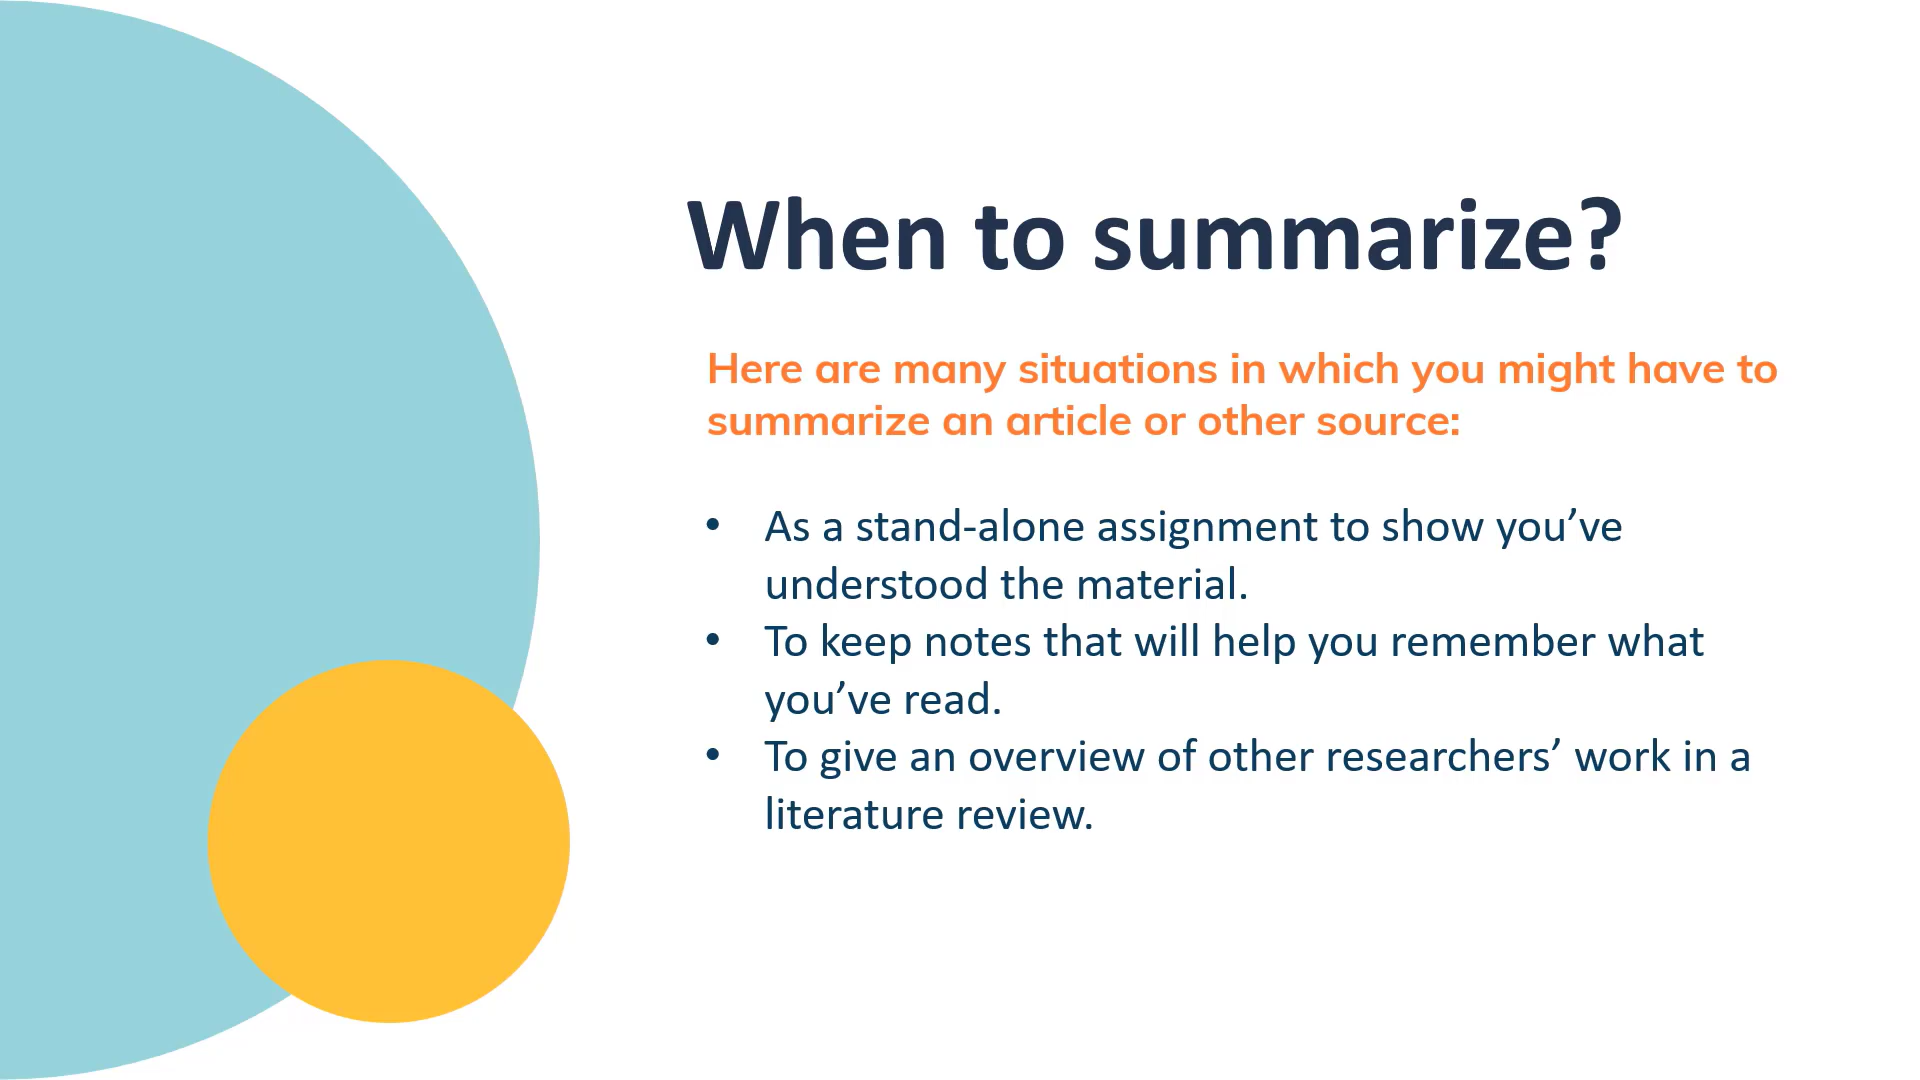 When to summarize?
Here are many situations in which you might have to
summarize an article or other source:
• As a stand-alone assignment to show you’ve
understood the material.
• To keep notes that will help you remember what
you’ve read.
• To give an overview of other researchers’ work in a
literature review.